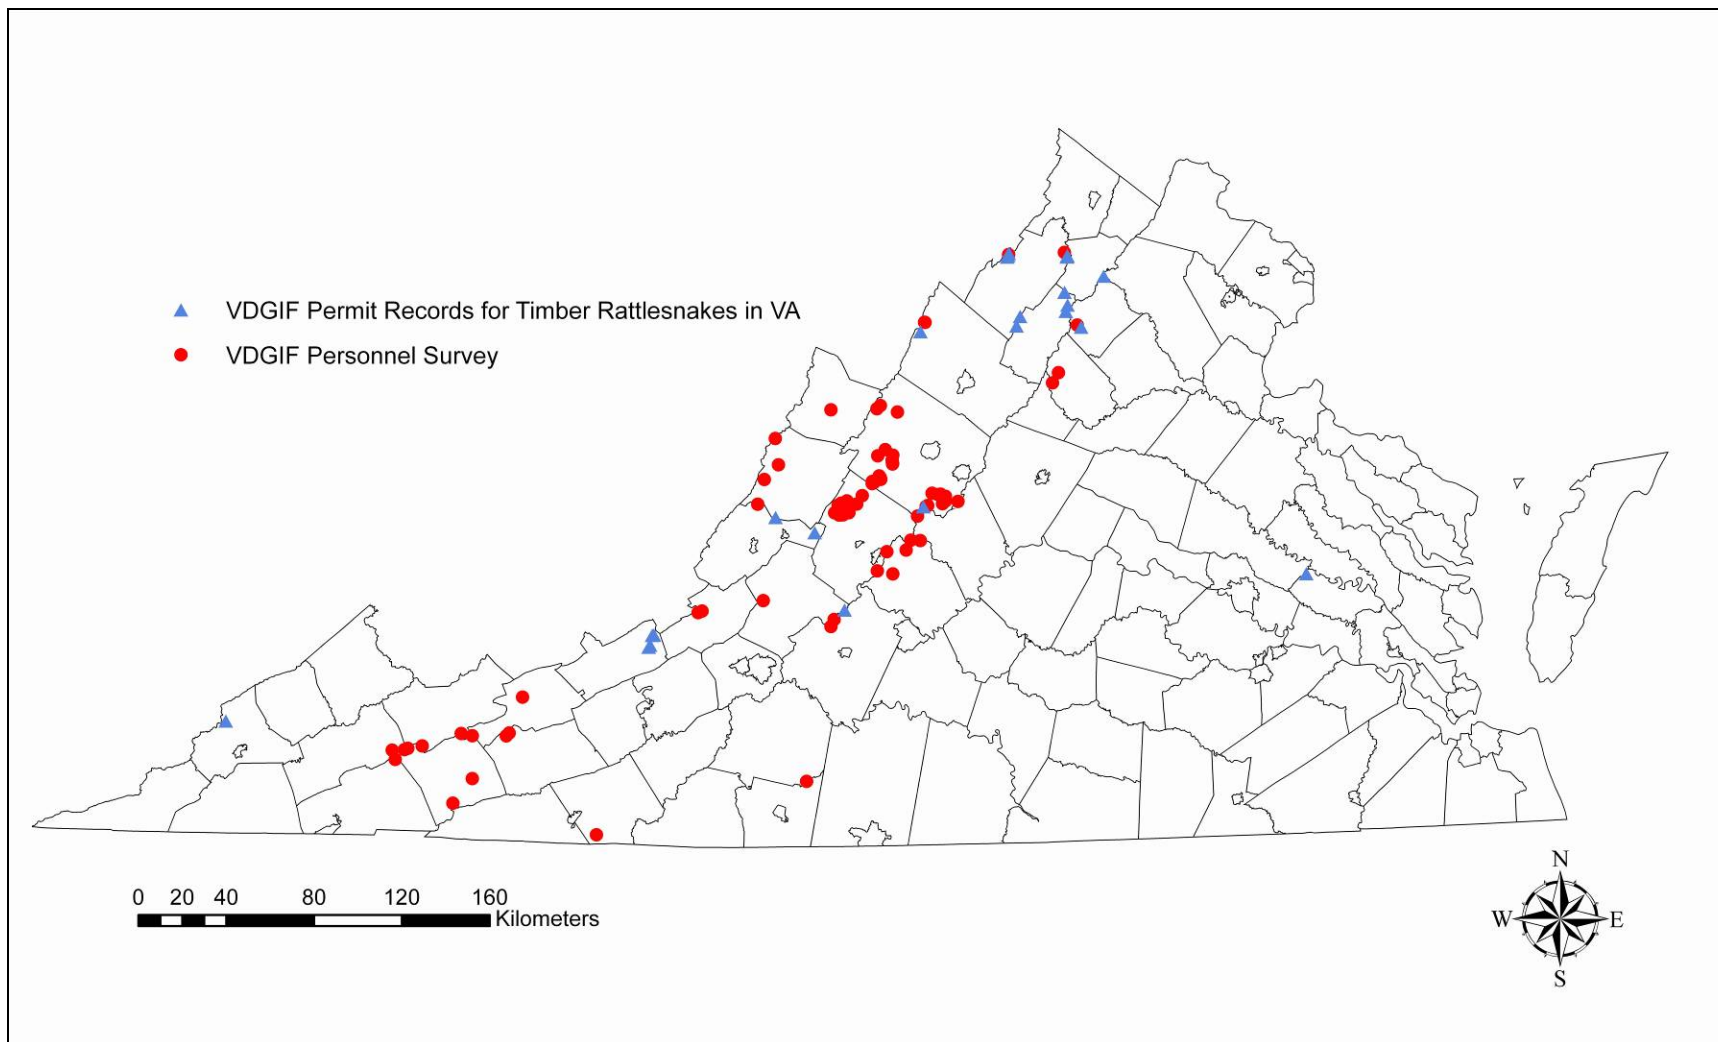 VDGIF Permit Records for Timber Rattlesnakes in VA
VDGIF Personnel Survey
0 20 40 80 120 160
Kilometers
N
W E
S